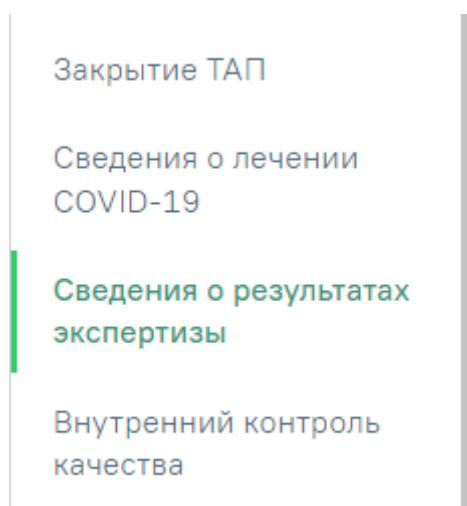 Закрытие ТАП
Сведения о лечении
COVID-19
Сведения о результатах
экспертизы
Внутренний контроль
качества